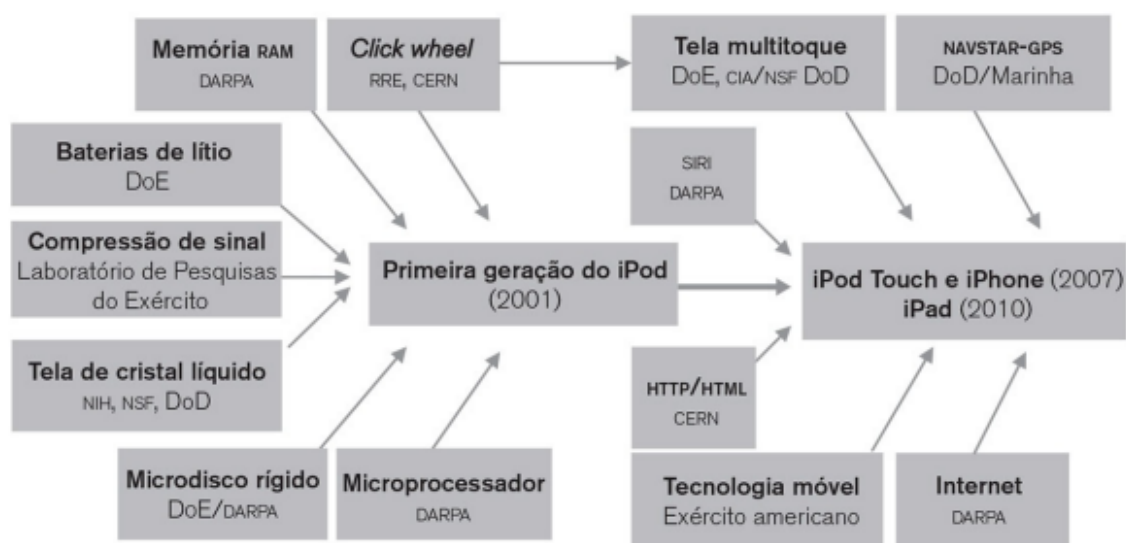 Memória RAM
DARPA
Click wheel
RRE, CERN
Tela multitoque
DoE, CIA/NSF DoD
NAVSTAR-GPS
DoD/Marinha
Baterias de lítio
DoE
SIRI
DARPA
Compressão de sinal
Laboratório de Pesquisas
do Exército
Primeira geração do iPod
(2001)
iPod Touch e iPhone (2007)
iPad (2010)
Tela de cristal líquido
NIH, NSF, DoD
HTTP/HTML
CERN
Microdisco rígido
DoE/DARPA
Microprocessador
DARPA
Tecnologia móvel
Exército americano
Internet
DARPA